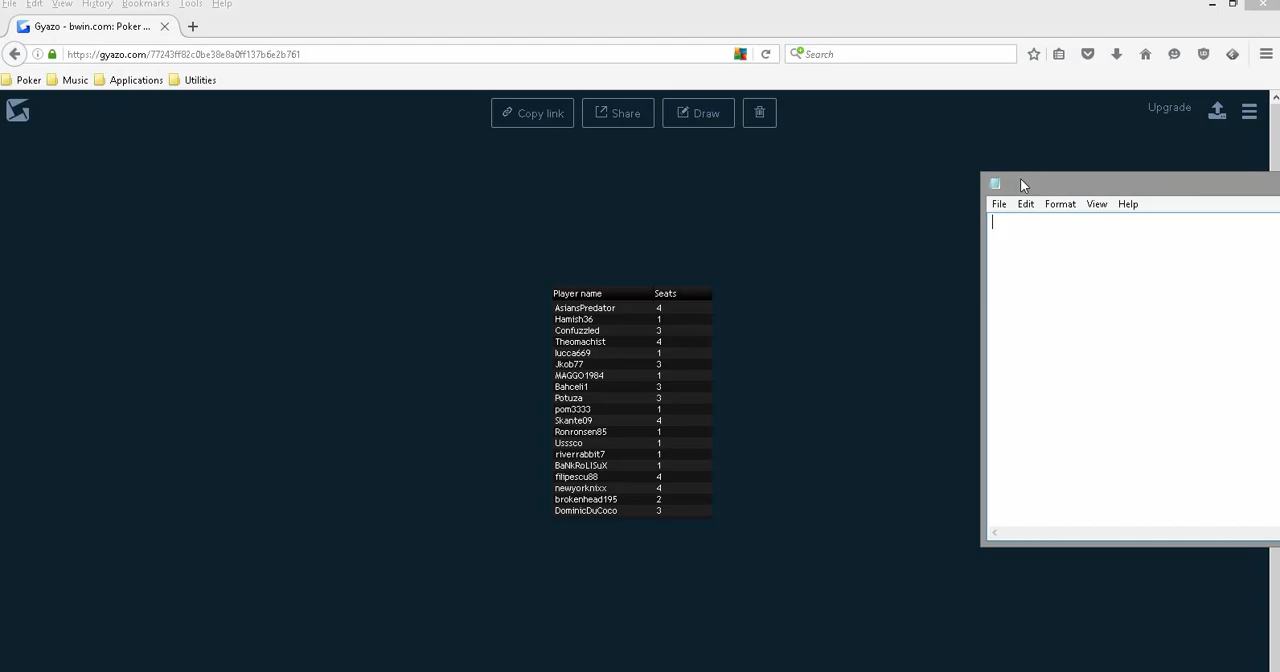 File Edit View History Bookmarks Tools Help
Gyazo - bwin.com: Poker ...
https://gyazo.com/77243ff82c0be38e8a0ff137b6e2b761
Search
Poker Music Applications Utilities
Copy link Share Draw
Upgrade
File Edit Format View Help
Player name Seats
AsiansPredator 4
Hamish36 1
Confuzzled 3
Theomachist 4
lucca669 1
Jkob77 3
MAGGO1984 1
Bahceli1 3
Potuza 3
pom3333 1
Skante09 4
Ronronsen85 1
Usssco 1
riverrabbit7 1
BaNkRoLlSuX 1
filipescu88 4
newyorknixx 4
brokenhead195 2
DominicDuCoco 3